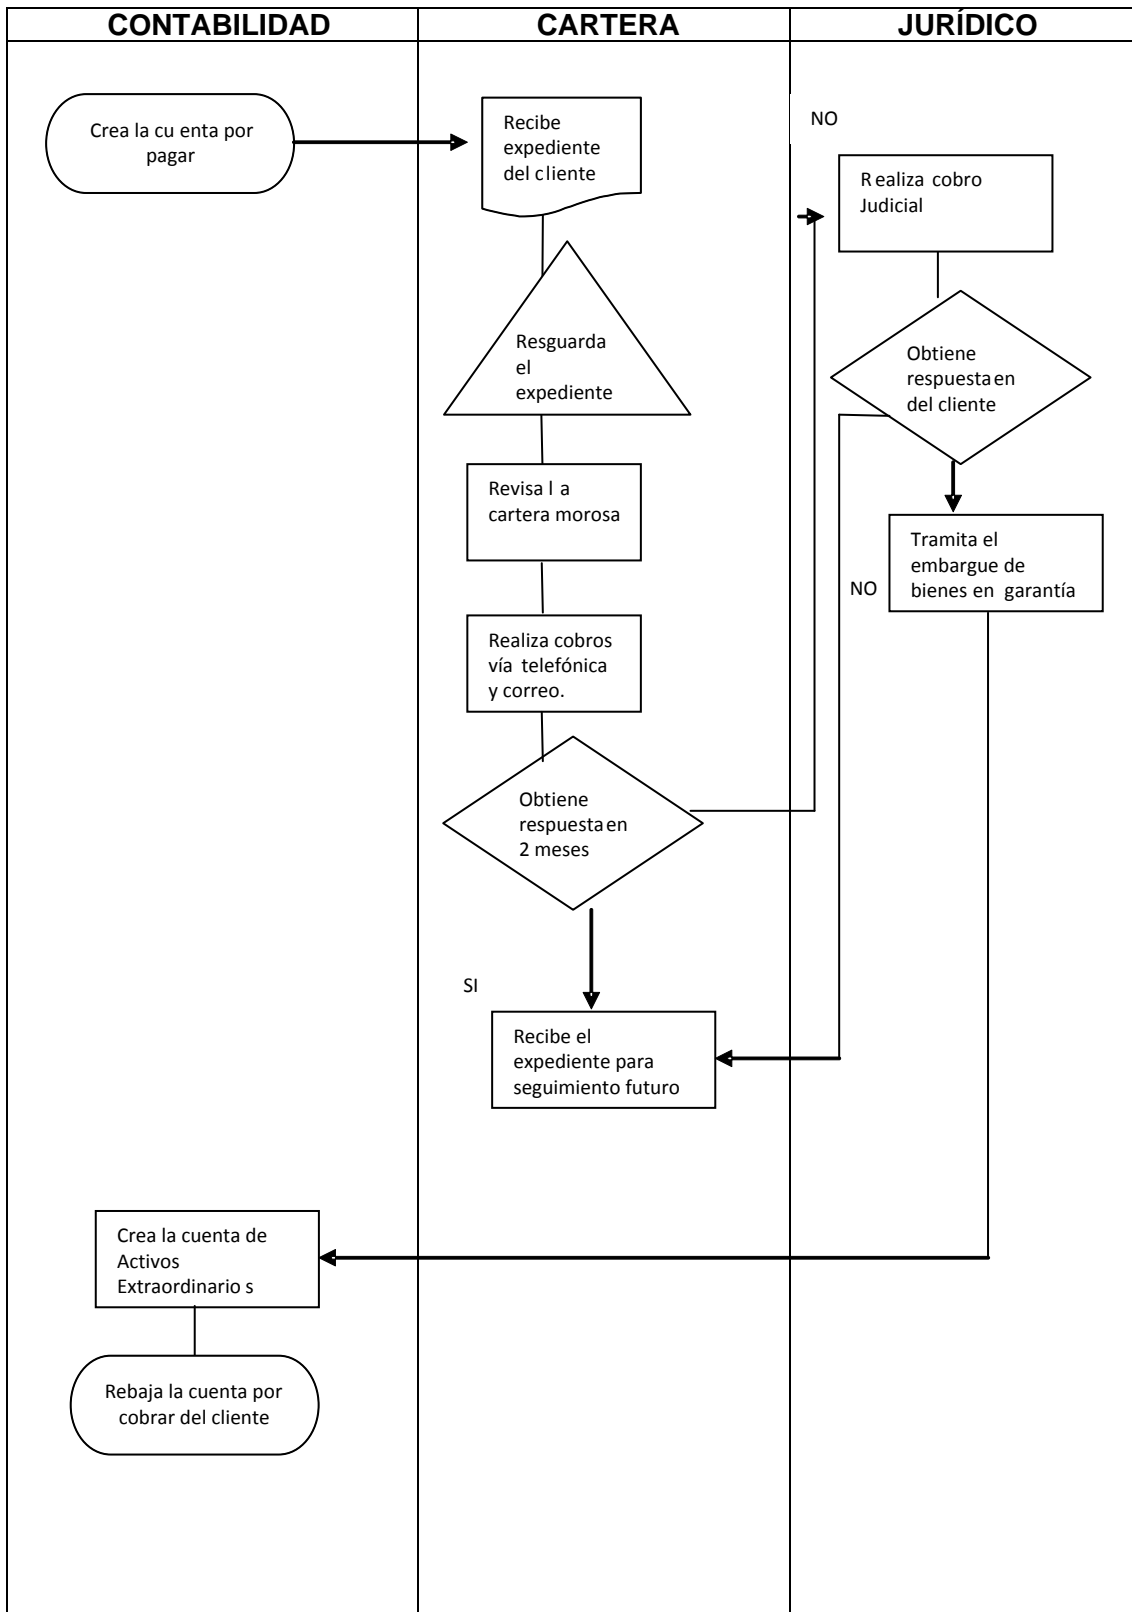 CONTABILIDAD
CARTERA
JURÍDICO
Crea la cu enta por
pagar
Recibe
expediente
del cliente
Resguarda
el
expediente
Revisa l a
cartera morosa
Realiza cobros
vía telefónica
y correo.
Obtiene
respuesta en
2 meses
SI
Recibe el
expediente para
seguimiento futuro
NO
R ealiza cobro
Judicial
Obtiene
respuesta en
del cliente
NO
Tramita el
embargue de
bienes en garantía
Crea la cuenta de
Activos
Extraordinario s
Rebaja la cuenta por
cobrar del cliente